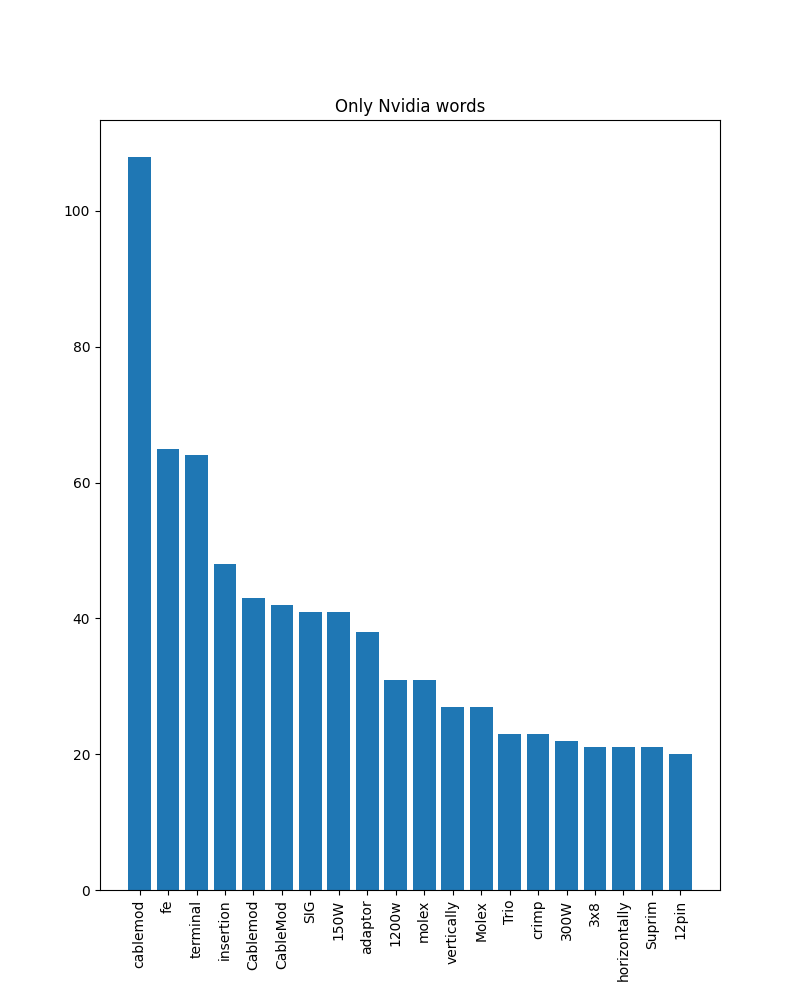 Only Nvidia words
100
80
60
40
20
0
cablemod
fe
terminal
insertion
Cablemod
CableMod
SIG
150W
adaptor
1200w
molex
vertically
Molex
Trio
crimp
300W
3x8
horizontally
Suprim
12pin